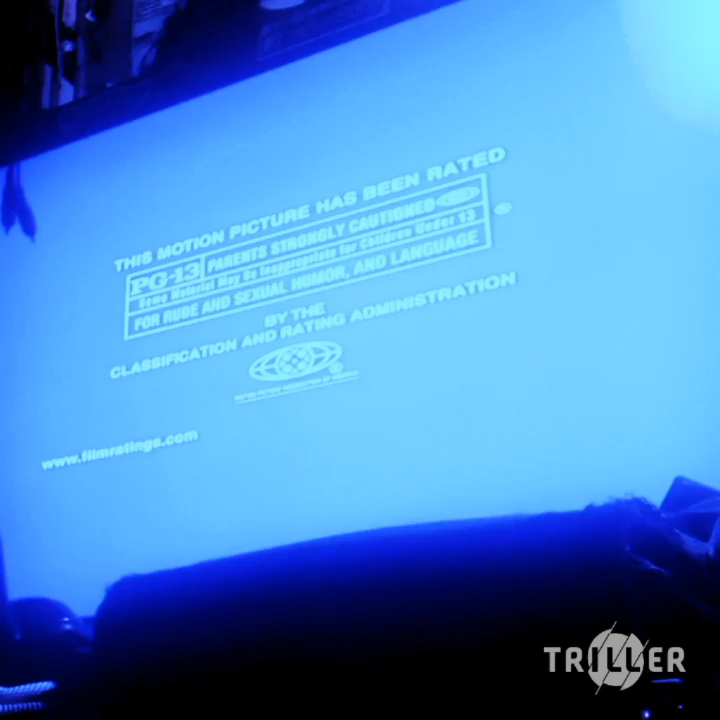 THIS MOTION PICTURE HAS BEEN RATED
PG-13 PARENTS STRONGLY CAUTIONED
Some Material May Be Inappropriate for Children Under 13
FOR RUDE AND SEXUAL HUMOR, AND LANGUAGE
®
BY THE
CLASSIFICATION AND RATING ADMINISTRATION
®
www.filmratings.com
TRILLER